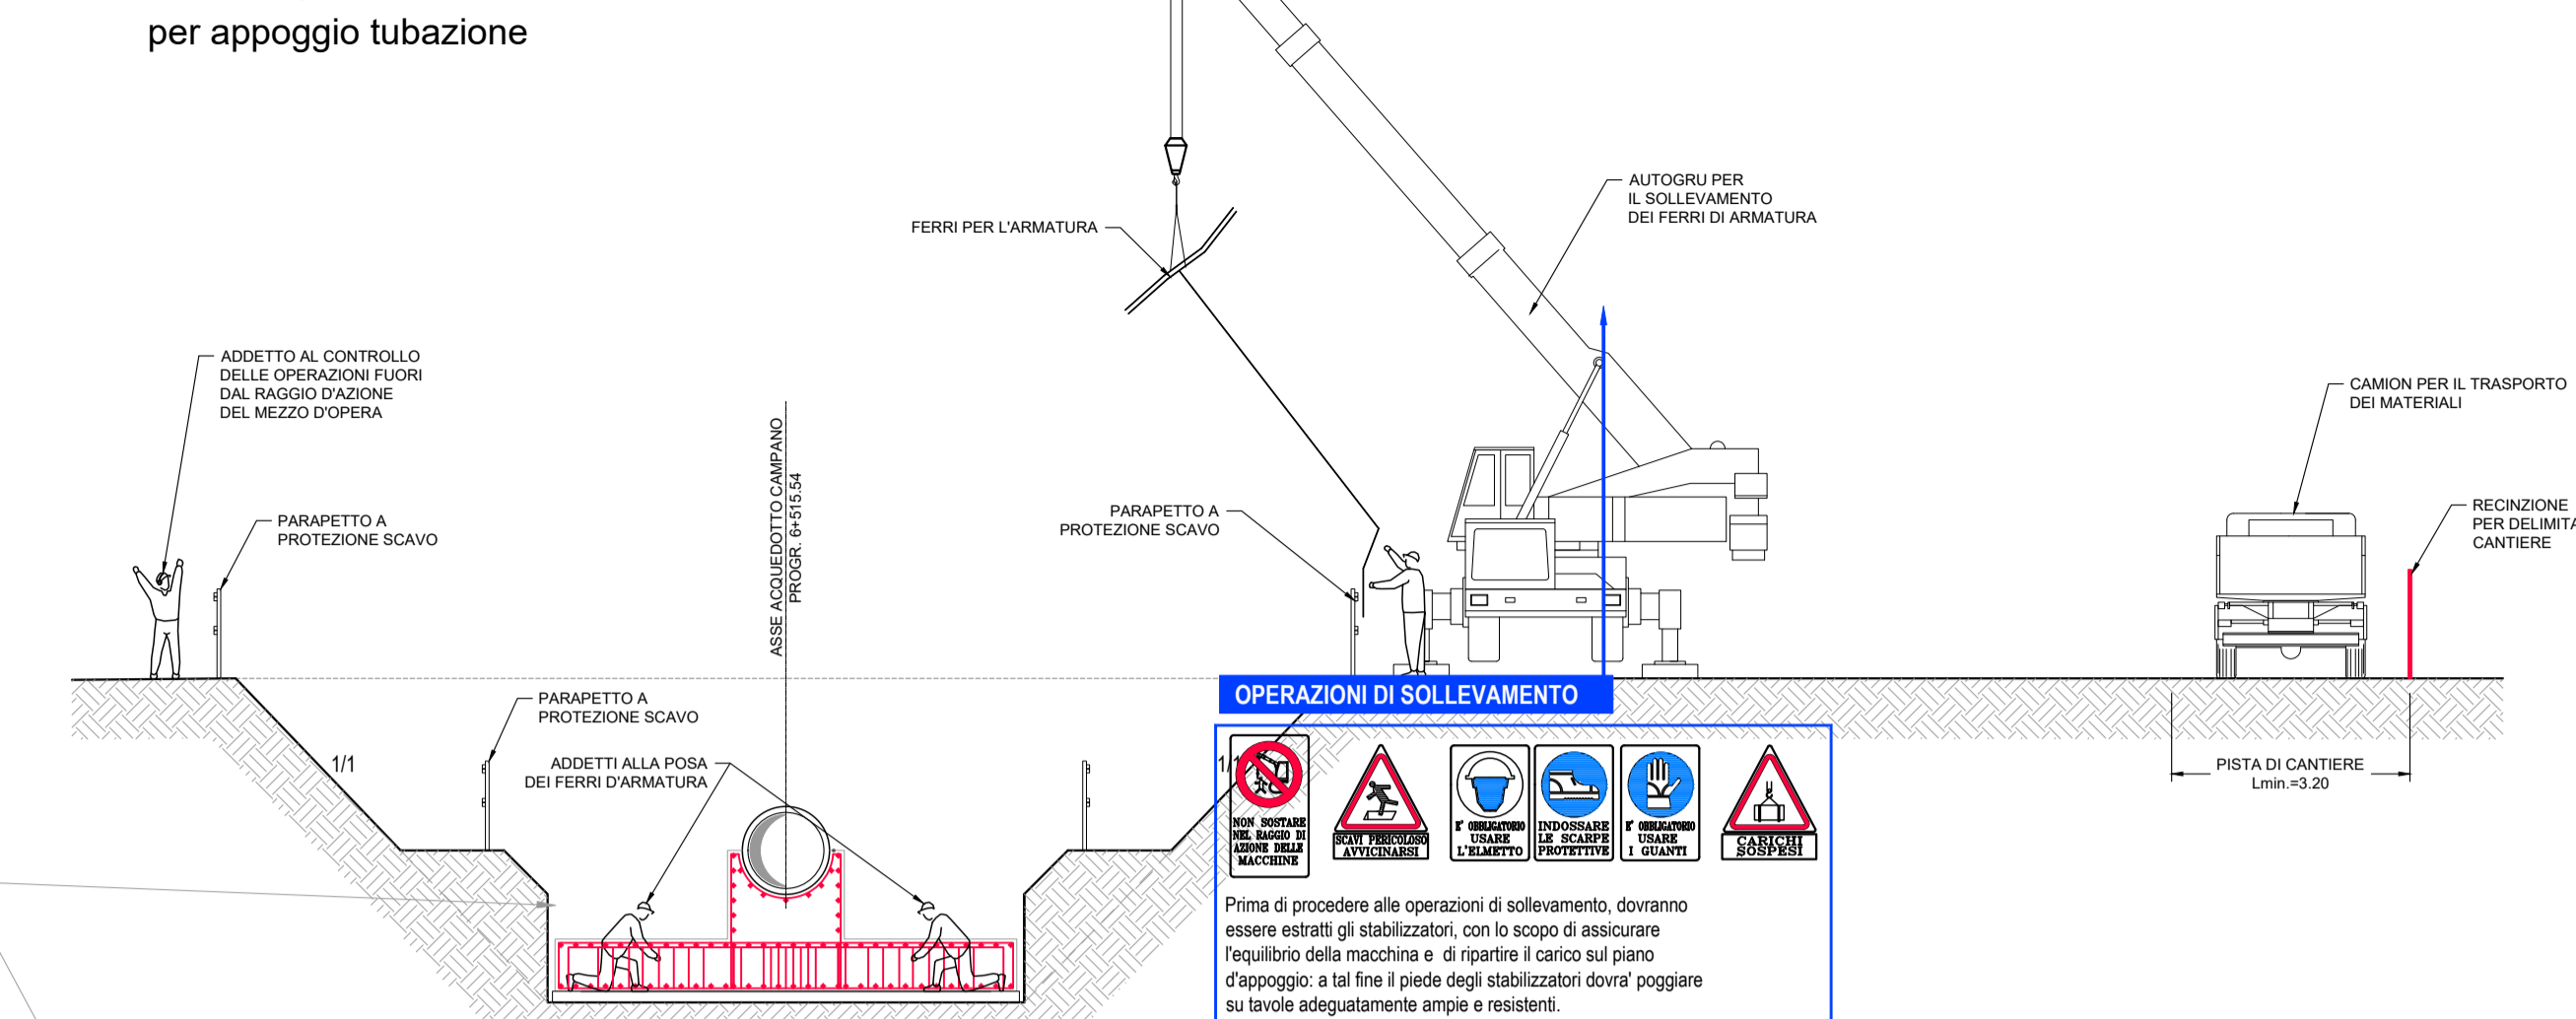 per appoggio tubazione
FERRI PER L'ARMATURA
AUTOGRU PER
IL SOLLEVAMENTO
DEI FERRI DI ARMATURA
ADDETTO AL CONTROLLO
DELLE OPERAZIONI FUORI
DAL RAGGIO D'AZIONE
DEL MEZZO D'OPERA
CAMION PER IL TRASPORTO
DEI MATERIALI
ASSE ACQUEDOTTO CAMPANO
PROGR. 6+515.54
PARAPETTO A
PROTEZIONE SCAVO
PARAPETTO A
PROTEZIONE SCAVO
RECINZIONE
PER DELIMITA
CANTIERE
PARAPETTO A
PROTEZIONE SCAVO
OPERAZIONI DI SOLLEVAMENTO
1/1
ADDETTI ALLA POSA
DEI FERRI D'ARMATURA
1/1
PISTA DI CANTIERE
Lmin.=3.20
NON SOSTARE
NEL RAGGIO DI
AZIONE DELLE
MACCHINE
SCAVI PERICOLOSO
AVVICINARSI
E' OBBLIGATORIO
USARE
L'ELMETTO
INDOSSARE
LE SCARPE
PROTETTIVE
E' OBBLIGATORIO
USARE
I GUANTI
CARICHI
SOSPESI
Prima di procedere alle operazioni di sollevamento, dovranno
essere estratti gli stabilizzatori, con lo scopo di assicurare
l'equilibrio della macchina e di ripartire il carico sul piano
d'appoggio: a tal fine il piede degli stabilizzatori dovra' poggiare
su tavole adeguatamente ampie e resistenti.